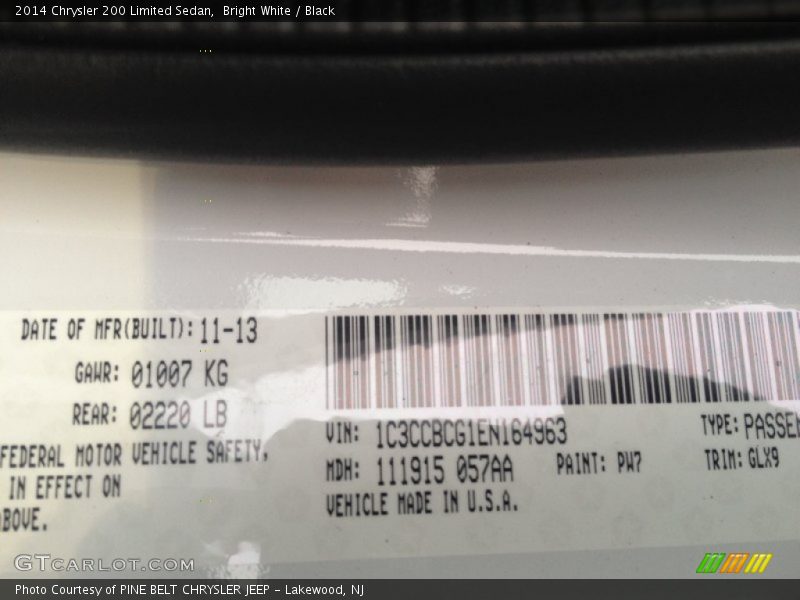 2014 Chrysler 200 Limited Sedan, Bright White / Black
DATE OF MFR(BUILT): 11-13
GAWR: 01007 KG
REAR: 02220 LB
FEDERAL MOTOR VEHICLE SAFETY,
IN EFFECT ON
ABOVE.
VIN: 1C3CCBCG1EN164963
TYPE: PASSEN
MDH: 111915 057AA
PAINT: PW7
TRIM: GLX9
VEHICLE MADE IN U.S.A.
GTCARLOT.COM
Photo Courtesy of PINE BELT CHRYSLER JEEP - Lakewood, NJ